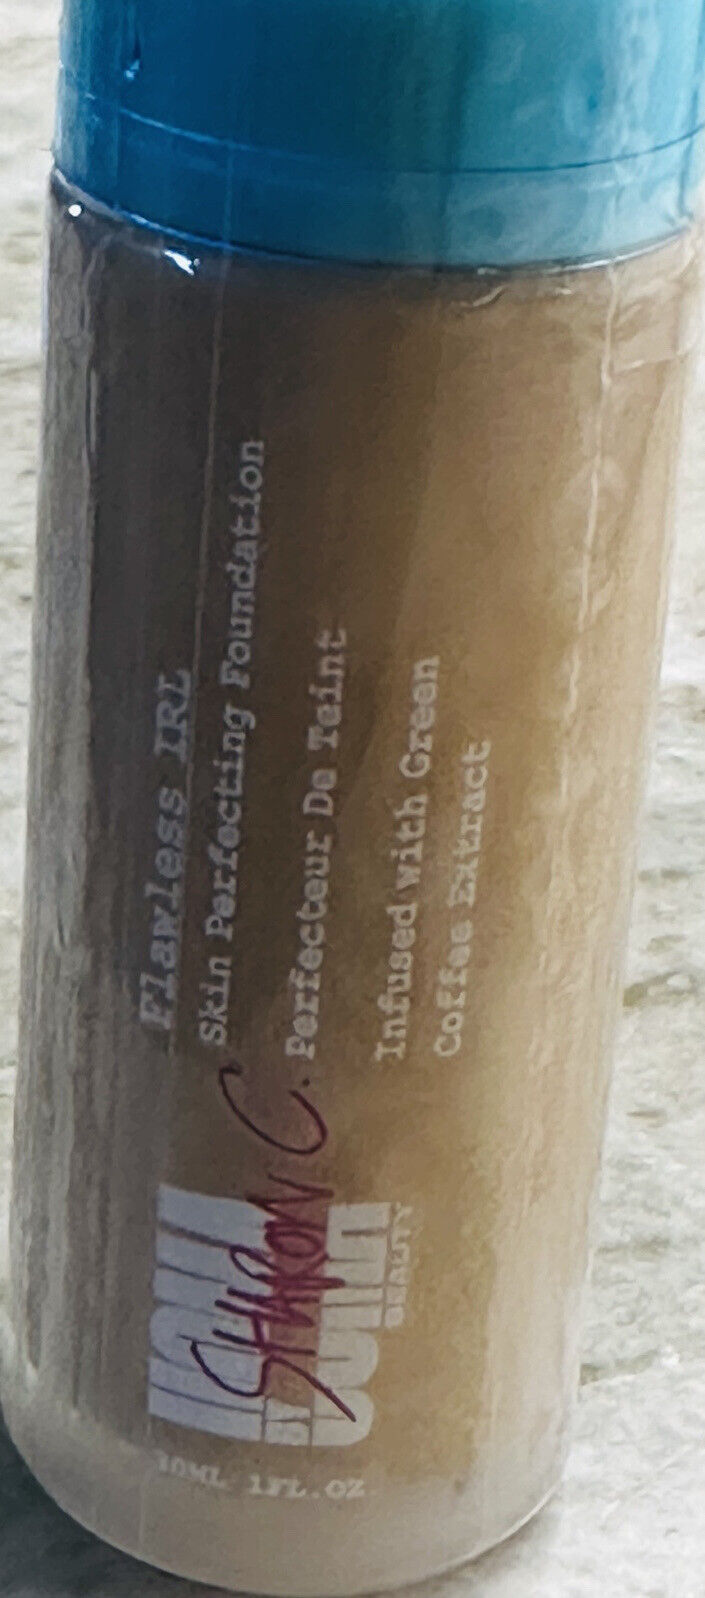 Flawless IRL
Skin Perfecting Foundation
Perfecteur De Teint
Infused with Green
Coffee Extract
SHARON C.
BEAUTY
30ML 1FL.OZ